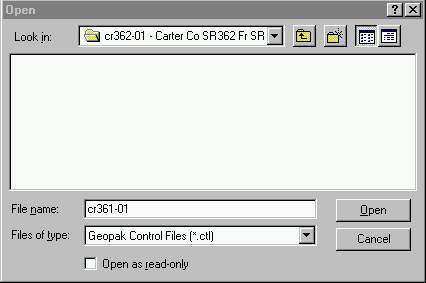 Open
Look in: cr362-01 - Carter Co SR362 Fr SR
File name: cr361-01 Open
Files of type: Geopak Control Files (*.ctl) Cancel
Open as read-only